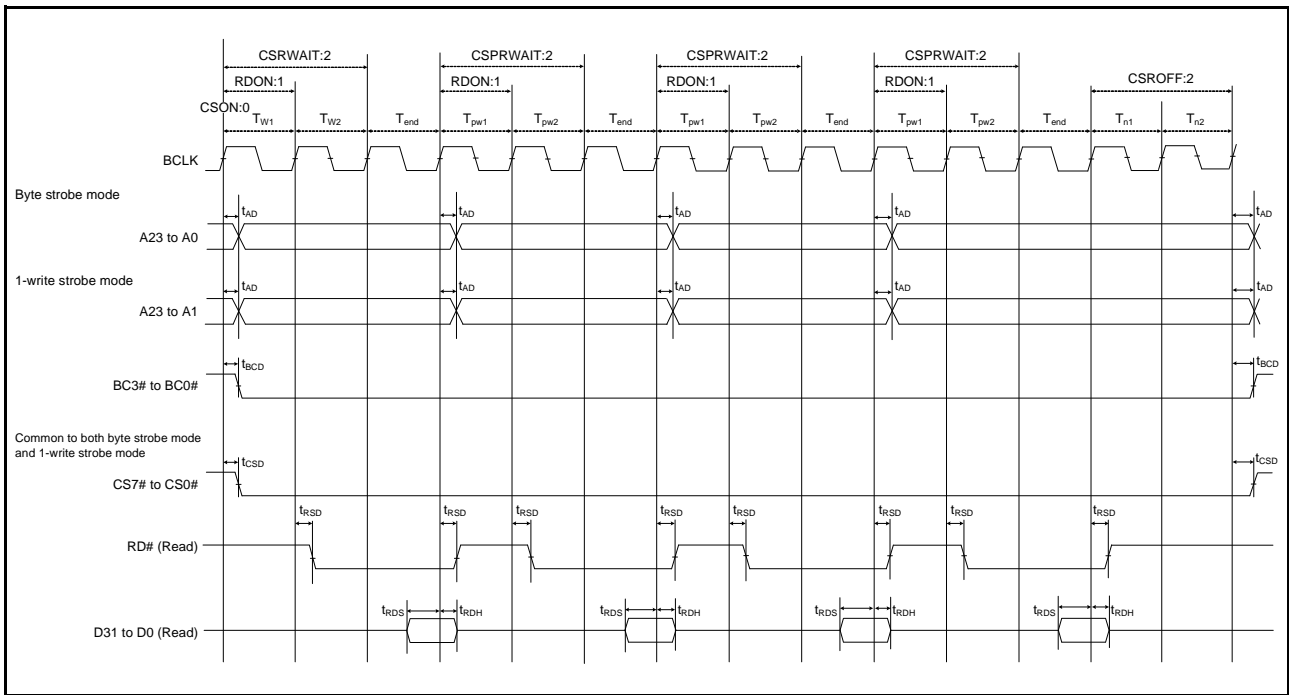 CSRWAIT:2 CSPRWAIT:2 CSPRWAIT:2 CSPRWAIT:2
RDON:1 RDON:1 RDON:1 RDON:1 CSROFF:2
CSON:0
TW1 TW2 Tend Tpw1 Tpw2 Tend Tpw1 Tpw2 Tend Tpw1 Tpw2 Tend Tn1 Tn2
BCLK
Byte strobe mode
tAD tAD tAD tAD tAD
A23 to A0
1-write strobe mode
tAD tAD tAD tAD tAD
A23 to A1
tBCD tBCD
BC3# to BC0#
Common to both byte strobe mode
and 1-write strobe mode
tCSD tCSD
CS7# to CS0#
tRSD tRSD tRSD tRSD tRSD tRSD tRSD tRSD
RD# (Read)
tRDS tRDH tRDS tRDH tRDS tRDH tRDS tRDH
D31 to D0 (Read)